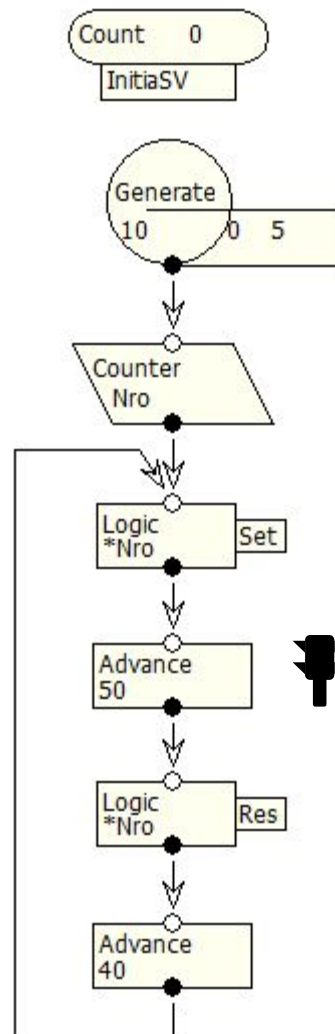 Count 0
InitiaSV
Generate
10 0 5
Counter
Nro
Logic
*Nro
Set
Advance
50
Logic
*Nro
Res
Advance
40